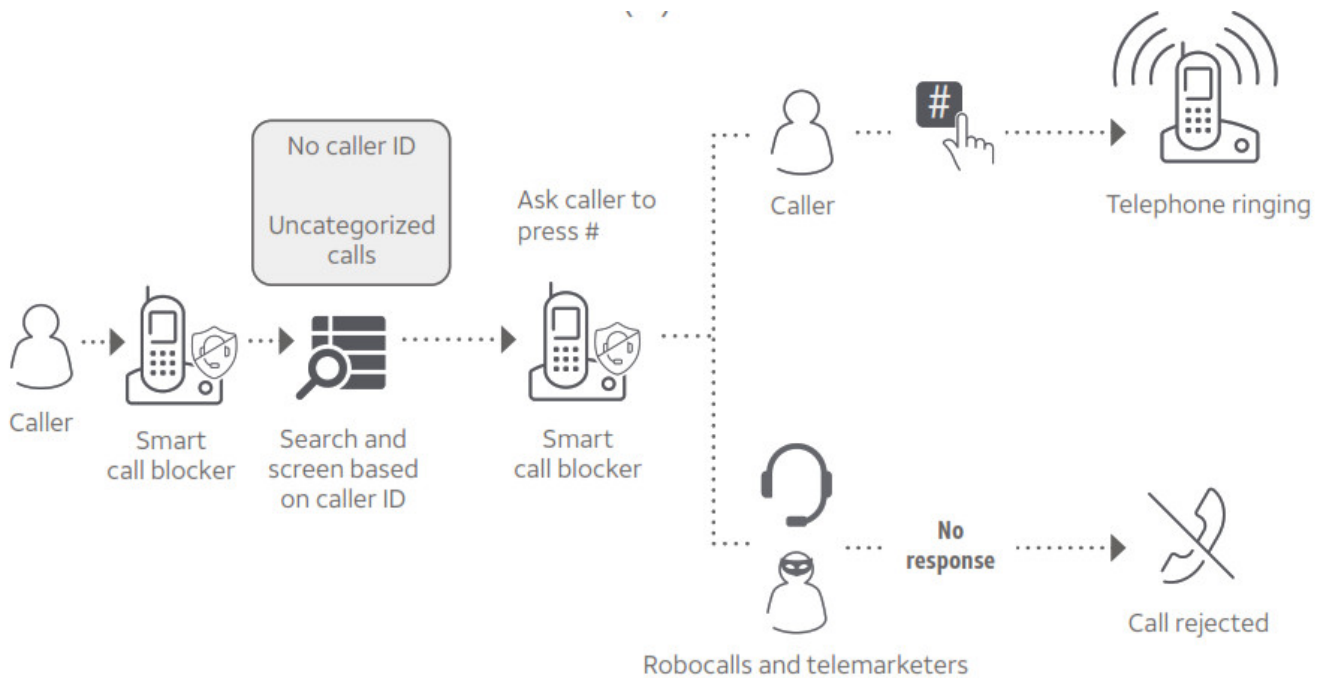 No caller ID
Uncategorized
calls
Ask caller to
press #
#
Caller
Telephone ringing
Caller
Smart
call blocker
Search and
screen based
on caller ID
Smart
call blocker
No
response
Call rejected
Robocalls and telemarketers